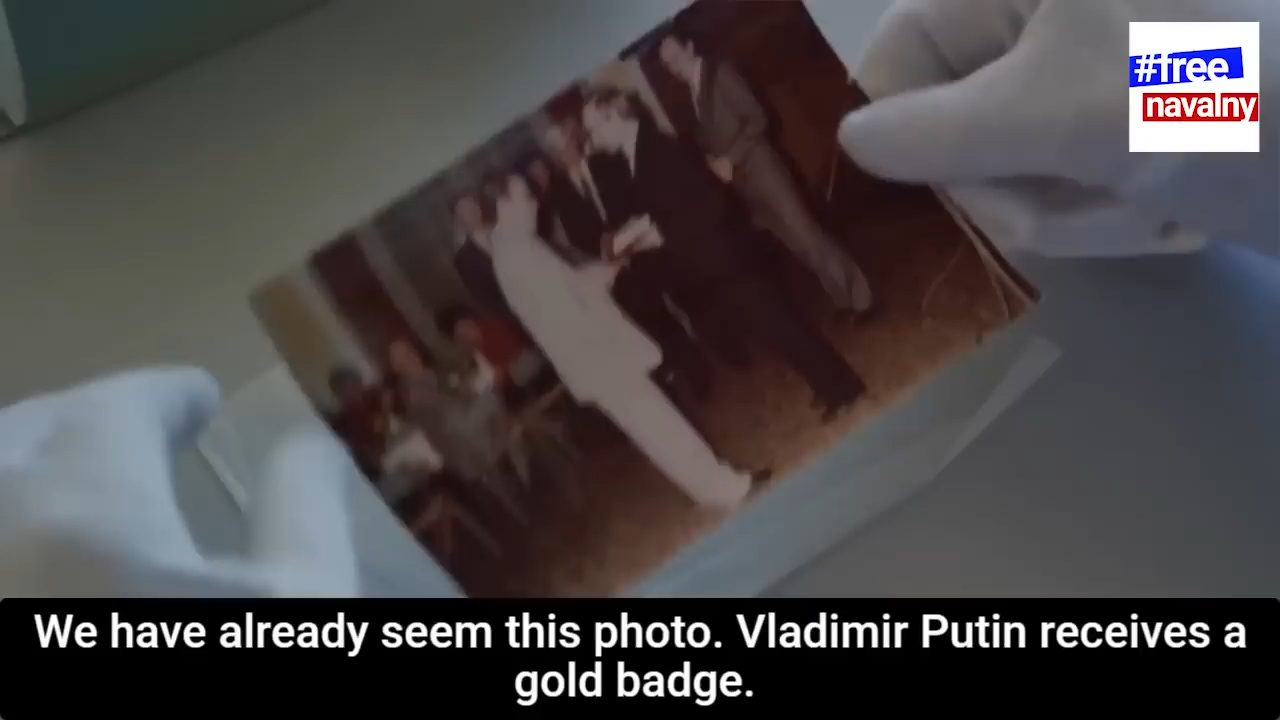 #free
navalny
We have already seem this photo. Vladimir Putin receives a
gold badge.